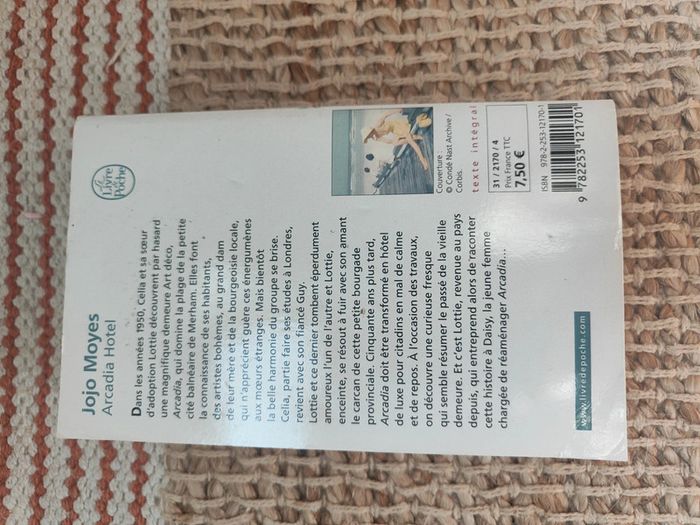 Jojo Moyes
Arcadia Hotel
Dans les années 1950, Celia et sa sœur
d'adoption Lottie découvrent par hasard
une magnifique demeure Art déco,
Arcadia, qui domine la plage de la petite
cité balnéaire de Merham. Elles font
la connaissance de ses habitants,
des artistes bohèmes, au grand dam
de leur mère et de la bourgeoisie locale,
qui n'apprécient guère ces énergumènes
aux mœurs étranges. Mais bientôt
la belle harmonie du groupe se brise.
Celia, partie faire ses études à Londres,
revient avec son fiancé Guy.
Lottie et ce dernier tombent éperdument
amoureux l'un de l'autre et Lottie,
enceinte, se résout à fuir avec son amant
le carcan de cette petite bourgade
provinciale. Cinquante ans plus tard,
Arcadia doit être transformé en hôtel
de luxe pour citadins en mal de calme
et de repos. À l'occasion des travaux,
on découvre une curieuse fresque
qui semble résumer le passé de la vieille
demeure. Et c'est Lottie, revenue au pays
depuis, qui entreprend alors de raconter
cette histoire à Daisy, la jeune femme
chargée de réaménager Arcadia...
Le
Livre
de
Poche
Couverture :
© Condé Nast Archive /
Corbis.
texte intégral
31 / 2170 / 4
Prix France TTC
7,50 €
ISBN 978-2-253-12170-1
9 782253 121701
www.livredepoche.com